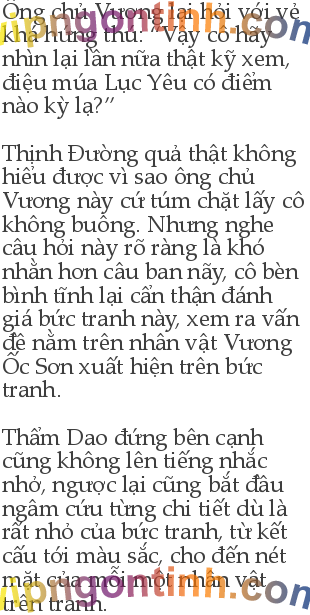 Ông chủ Vương lại hỏi với vẻ
khá hứng thú: “Vậy cô hãy
nhìn lại lần nữa thật kỹ xem,
điệu múa Lục Yêu có điểm
nào kỳ lạ?”
Thịnh Đường quả thật không
hiểu được vì sao ông chủ
Vương này cứ túm chặt lấy cô
không buông. Nhưng nghe
câu hỏi này rõ ràng là khó
nhằn hơn câu ban nãy, cô bèn
bình tĩnh lại cẩn thận đánh
giá bức tranh này, xem ra vấn
đề nằm trên nhân vật Vương
Ốc Sơn xuất hiện trên bức
tranh.
Thẩm Dao đứng bên cạnh
cũng không lên tiếng nhắc
nhở, ngược lại cũng bắt đầu
ngâm cứu từng chi tiết dù là
rất nhỏ của bức tranh, từ kết
cấu tới màu sắc, cho đến nét
mặt của mỗi một nhân vật
trên tranh.